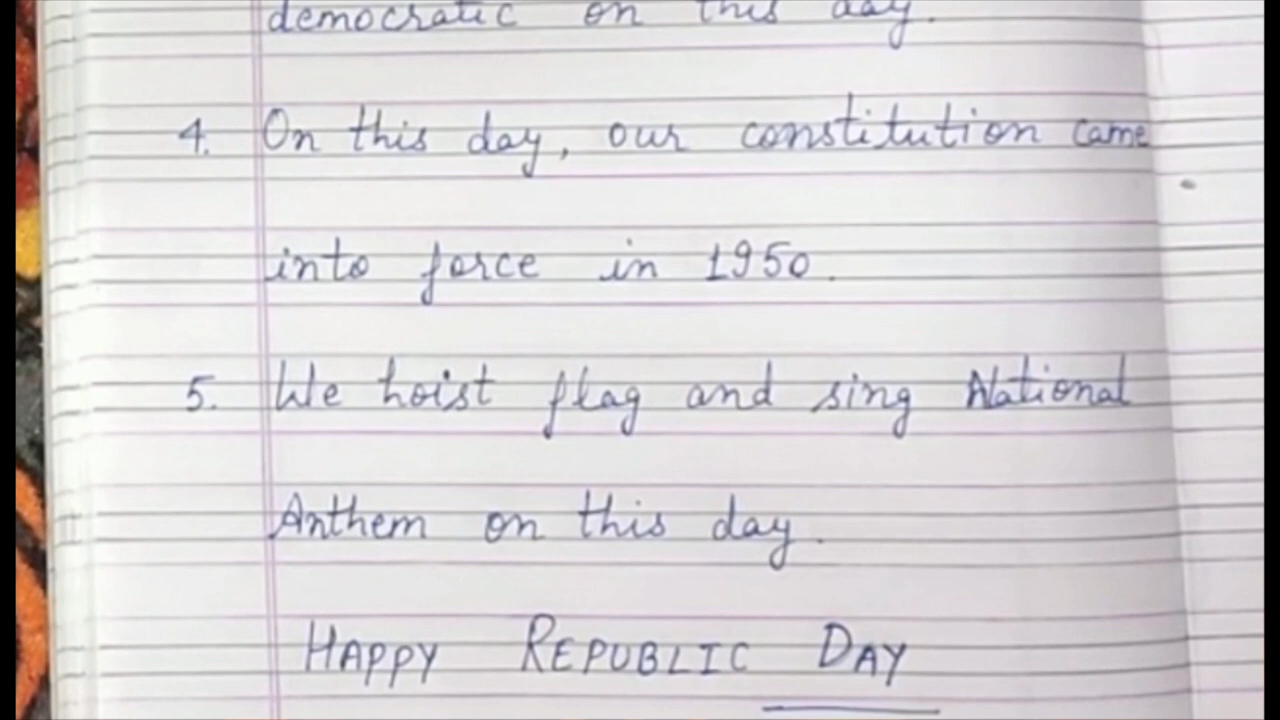 democratic on this day.
4. On this day, our constitution came
into force in 1950.
5. We hoist flag and sing National
Anthem on this day.
HAPPY REPUBLIC DAY